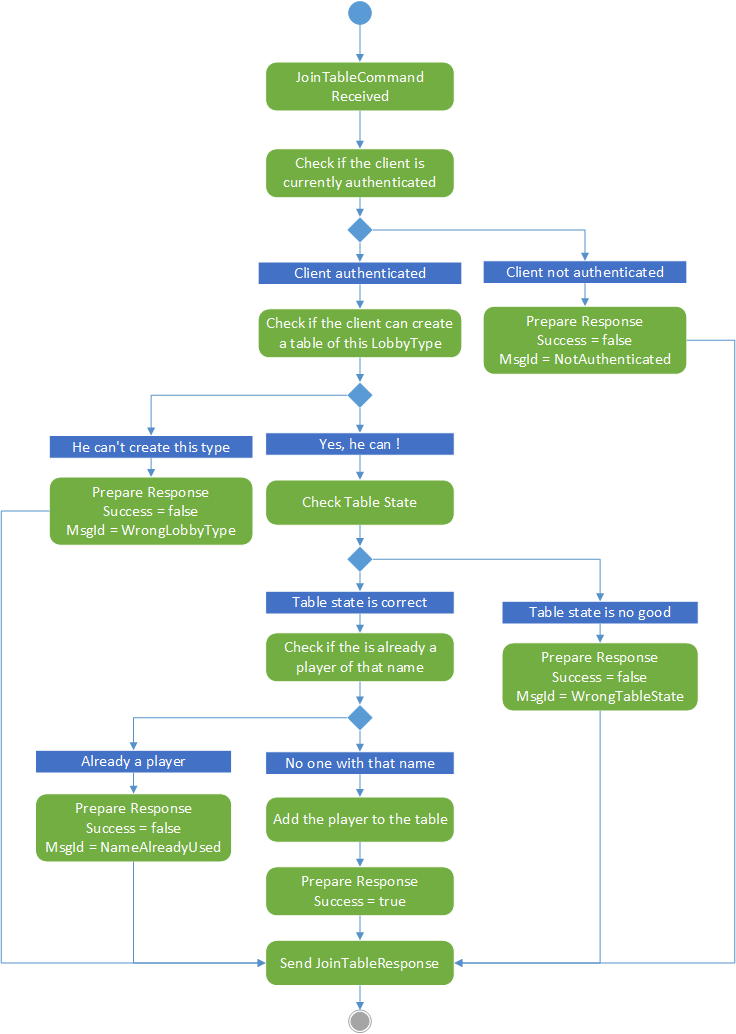 JoinTableCommand
Received
Check if the client is
currently authenticated
Client authenticated
Client not authenticated
Check if the client can create
a table of this LobbyType
Prepare Response
Success = false
MsgId = NotAuthenticated
He can't create this type
Yes, he can !
Prepare Response
Success = false
MsgId = WrongLobbyType
Check Table State
Table state is correct
Table state is no good
Check if the is already a
player of that name
Prepare Response
Success = false
MsgId = WrongTableState
Already a player
No one with that name
Prepare Response
Success = false
MsgId = NameAlreadyUsed
Add the player to the table
Prepare Response
Success = true
Send JoinTableResponse